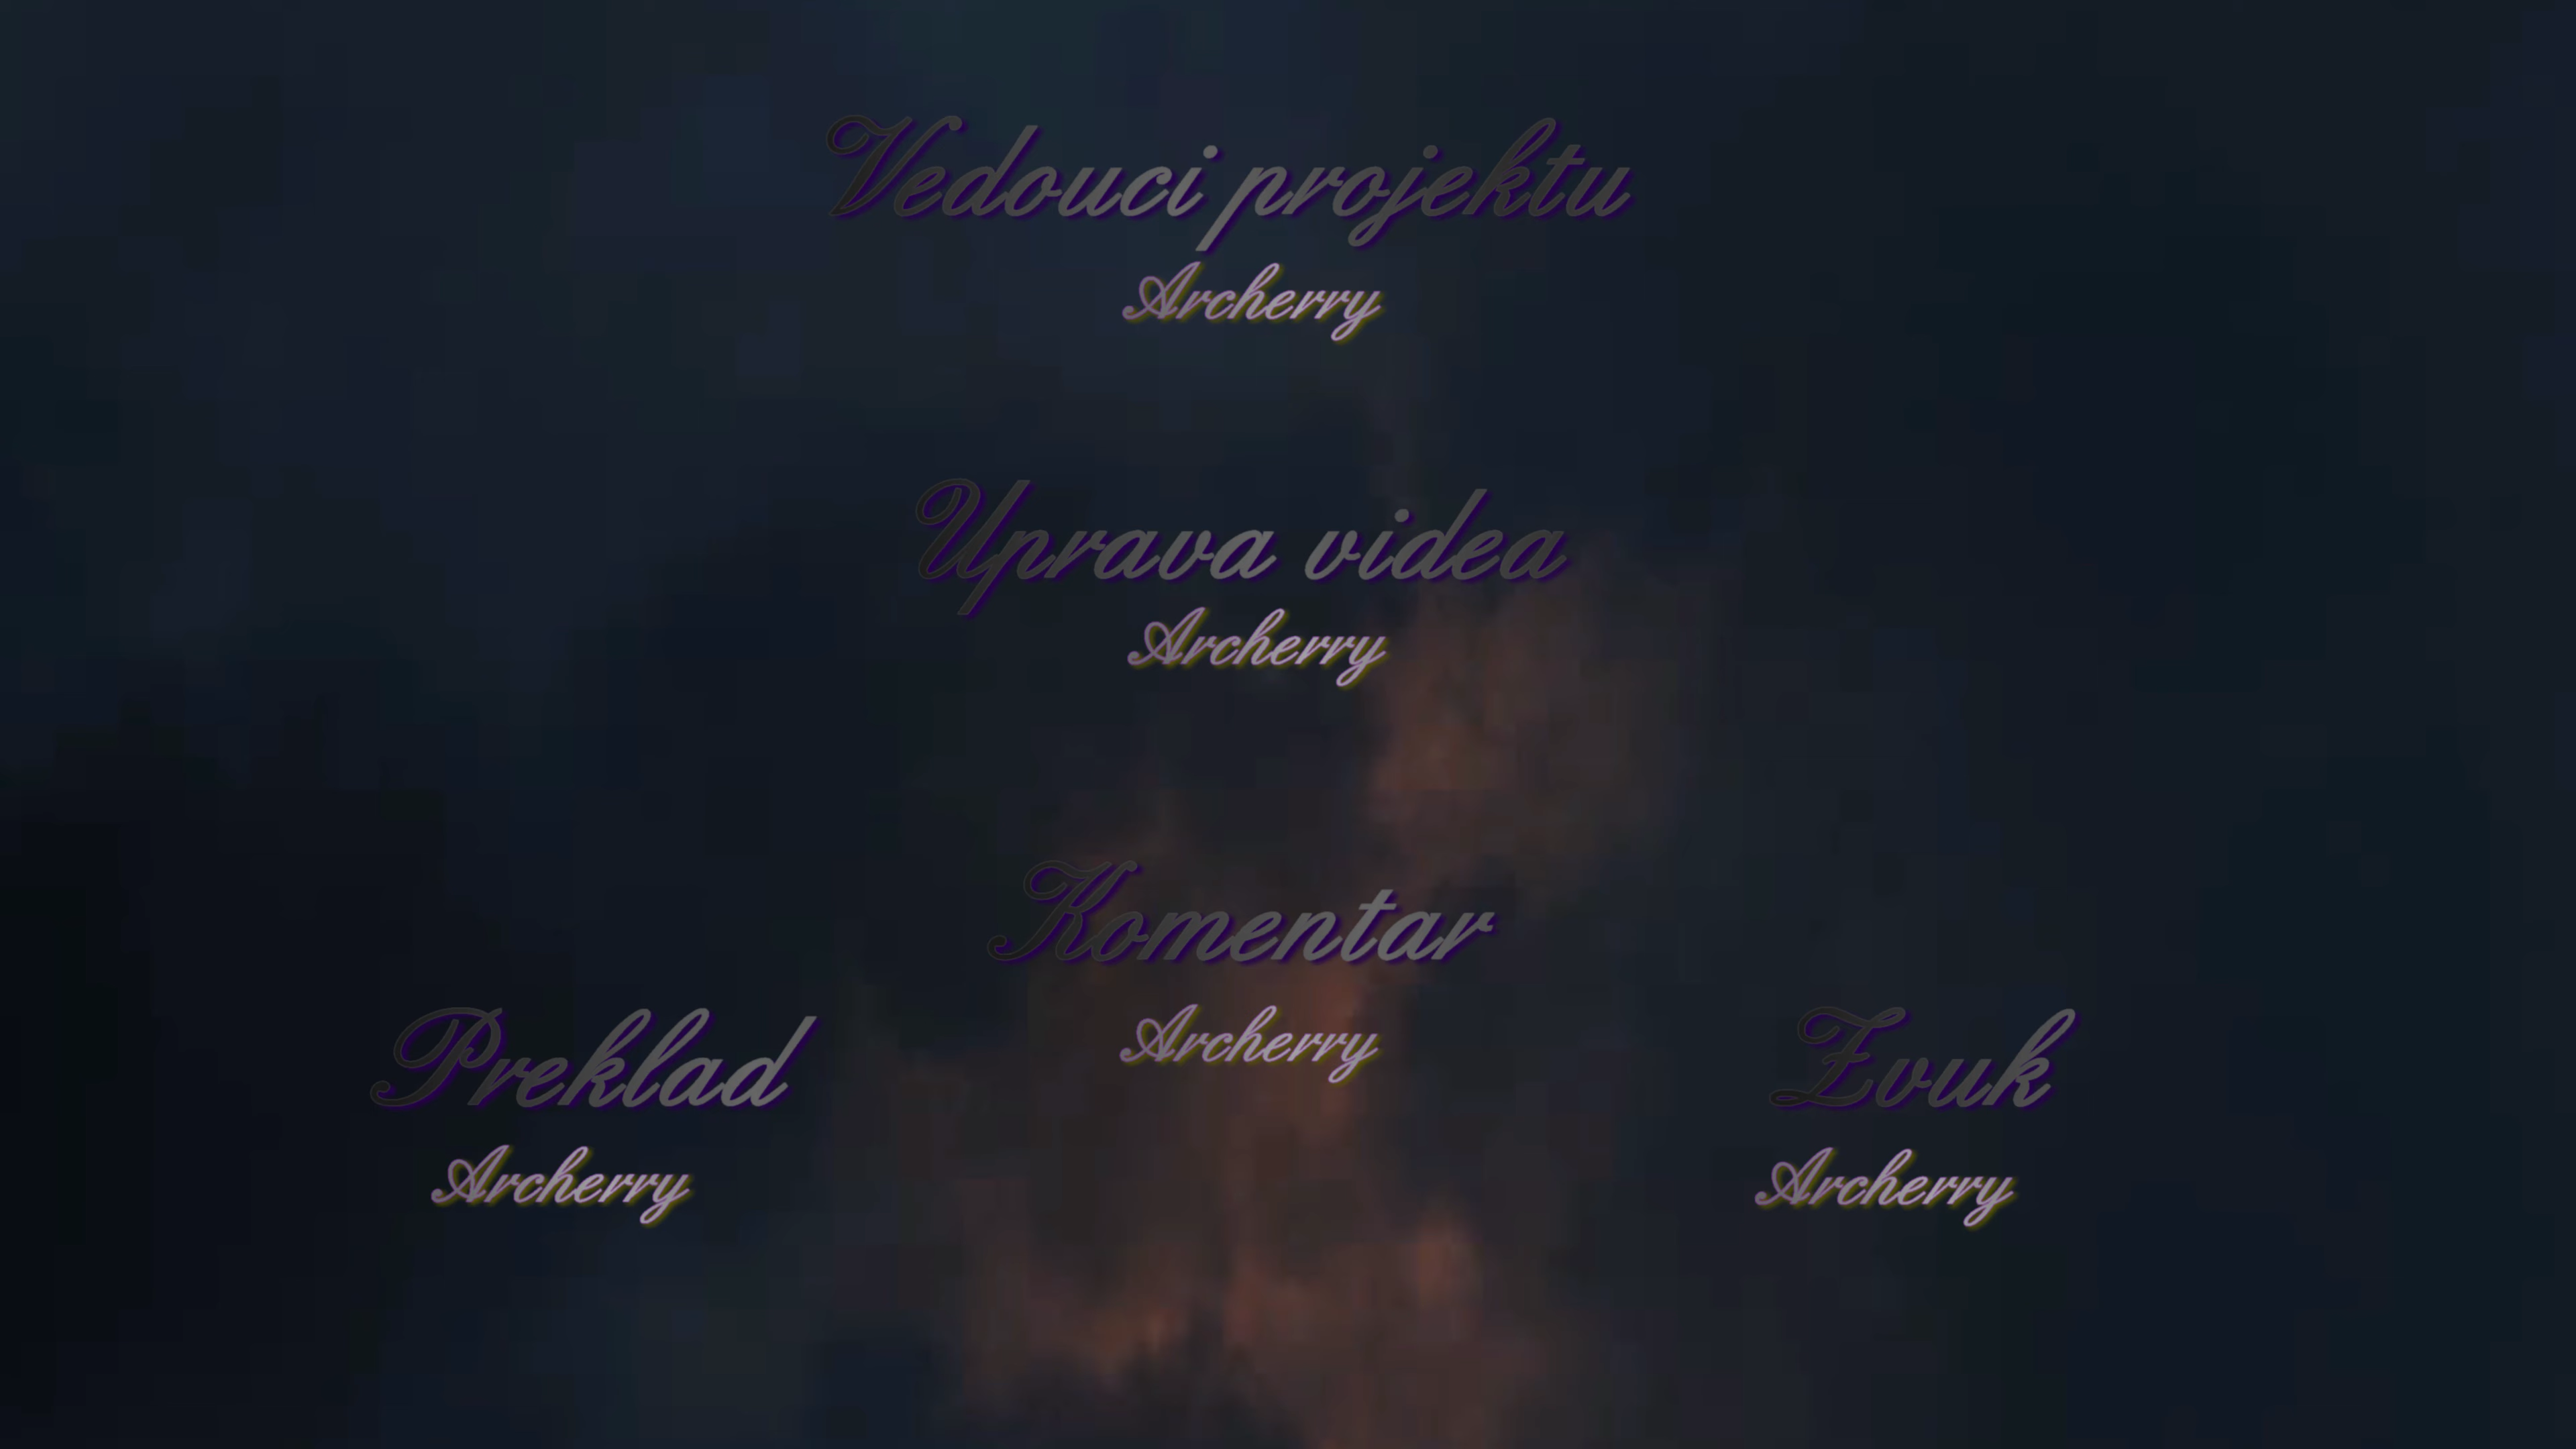 Vedouci projektu
Archerry
Uprava videa
Archerry
Komentar
Archerry
Preklad
Archerry
Zvuk
Archerry